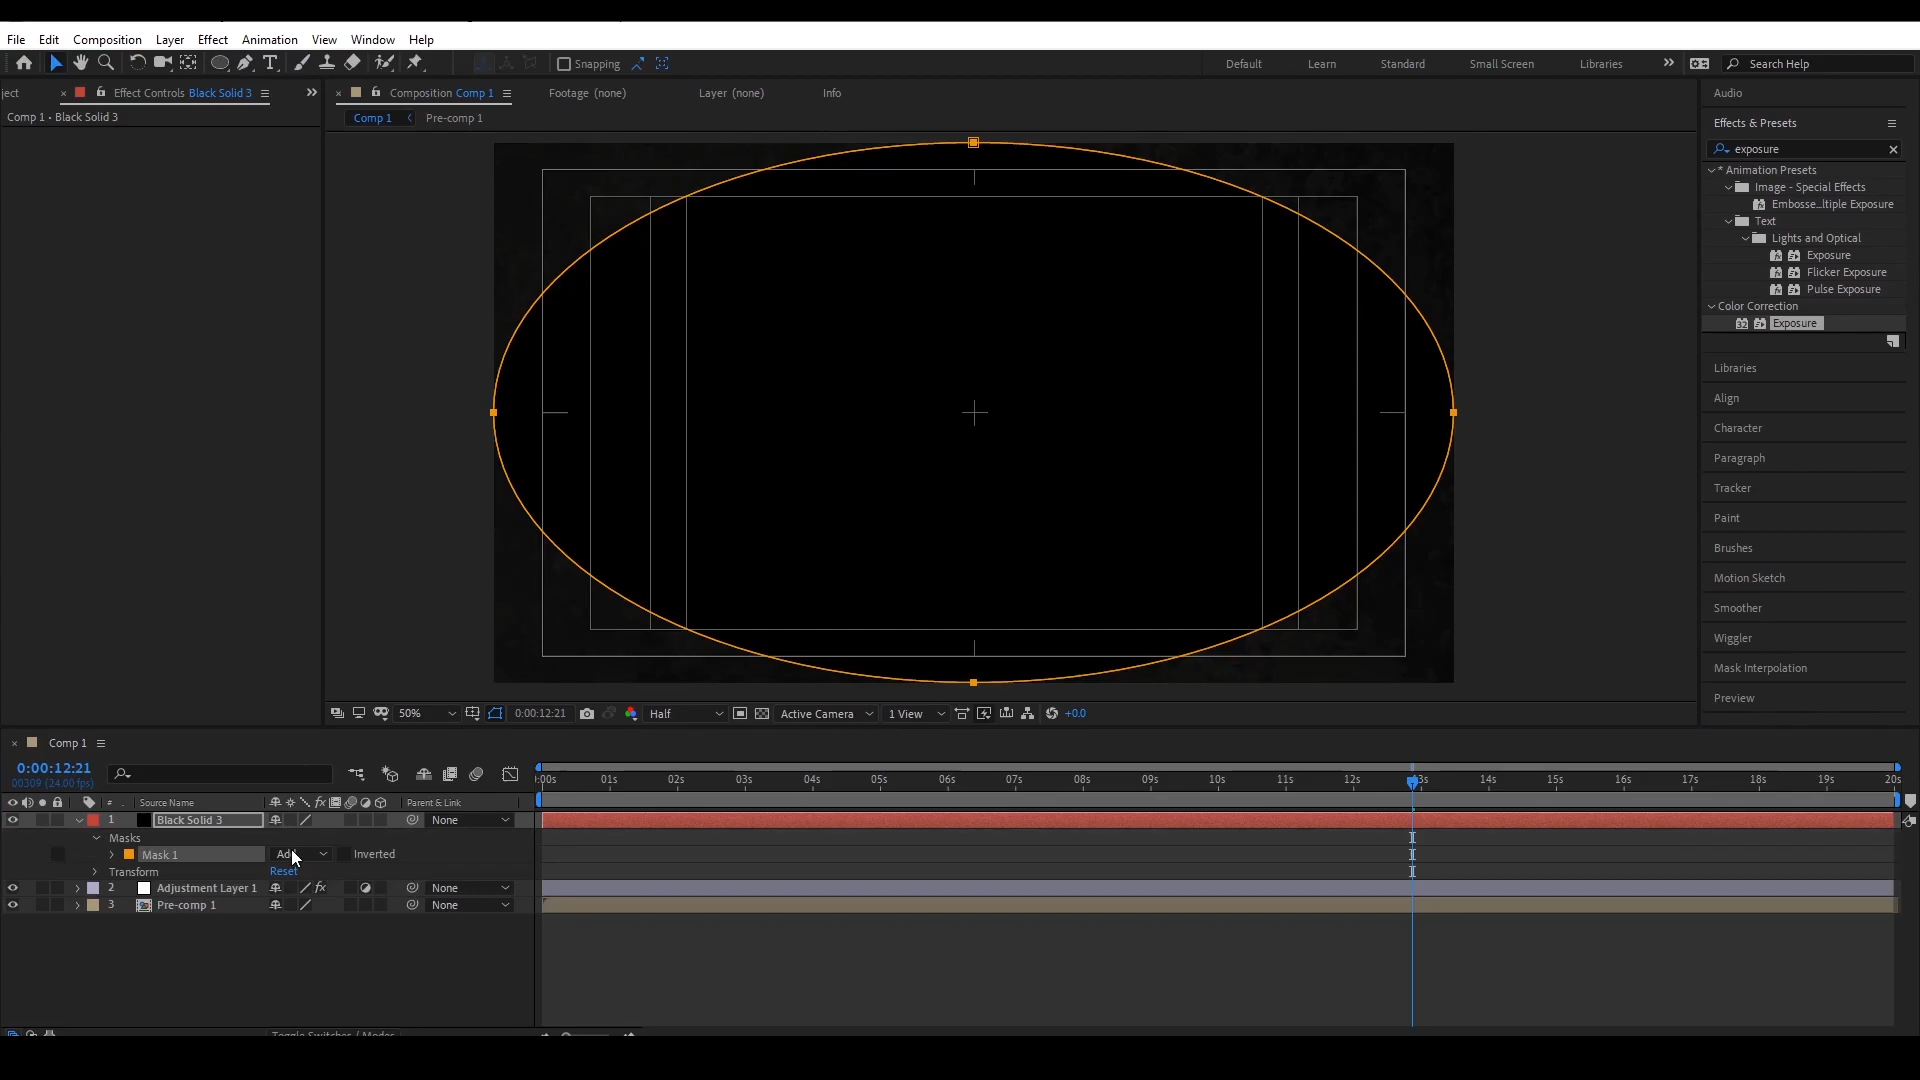 File Edit Composition Layer Effect Animation View Window Help
Snapping
Default Learn Standard Small Screen Libraries
Search Help
ject
Effect Controls Black Solid 3
Composition Comp 1
Footage (none)
Layer (none)
Info
Comp 1 • Black Solid 3
Comp 1
Pre-comp 1
Audio
Effects & Presets
exposure
* Animation Presets
Image - Special Effects
Embosse...ltiple Exposure
Text
Lights and Optical
Exposure
Flicker Exposure
Pulse Exposure
Color Correction
32 Exposure
Libraries
Align
Character
Paragraph
Tracker
Paint
Brushes
Motion Sketch
Smoother
Wiggler
Mask Interpolation
Preview
50%
0:00:12:21
Half
Active Camera
1 View
+0.0
Comp 1
0:00:12:21
00309 (24.00 fps)
:00s 01s 02s 03s 04s 05s 06s 07s 08s 09s 10s 11s 12s 3s 14s 15s 16s 17s 18s 19s 20s
# Source Name fx Parent & Link
1 Black Solid 3 None
Masks
Mask 1 Add Inverted
Transform Reset
2 Adjustment Layer 1 fx None
3 Pre-comp 1 None
Toggle Switches / Modes